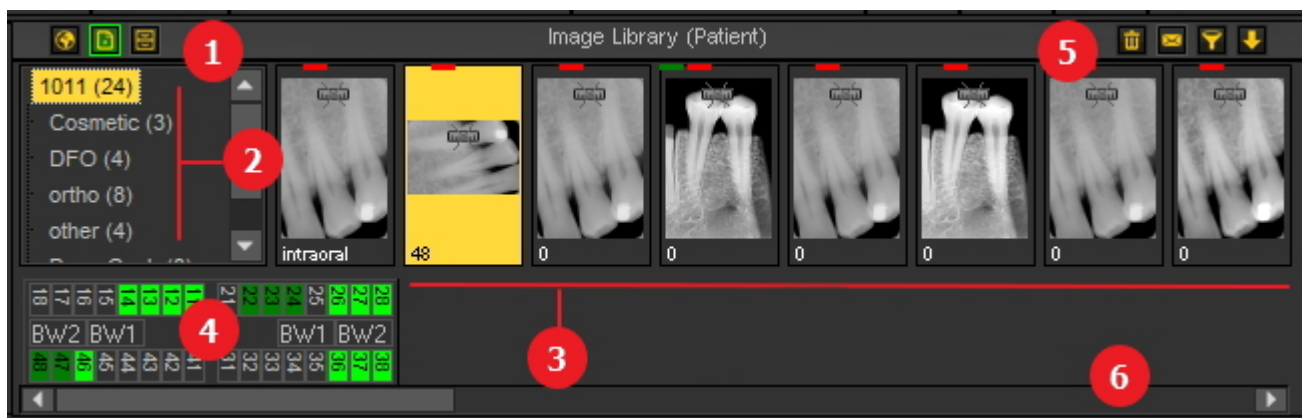 Image Library (Patient)
1
5
1011 (24)
Cosmetic (3)
DFO (4)
ortho (8)
other (4)
2
intraoral
48
0
0
0
0
0
0
18 17 16 15 14 13 12 11 21 22 23 24 25 26 27 28
BW2 BW1 BW1 BW2
48 47 46 45 44 43 42 41 31 32 33 34 35 36 37 38
4
3
6